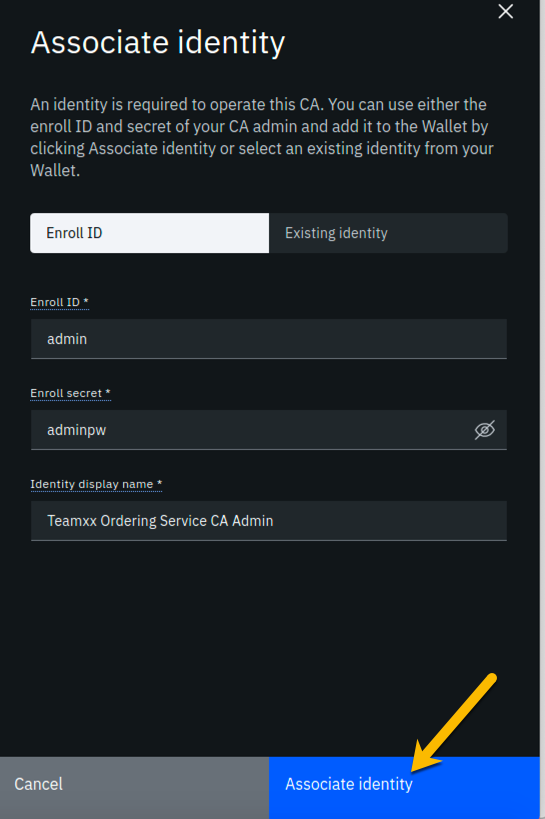 Associate identity
An identity is required to operate this CA. You can use either the
enroll ID and secret of your CA admin and add it to the Wallet by
clicking Associate identity or select an existing identity from your
Wallet.
Enroll ID
Existing identity
Enroll ID *
admin
Enroll secret *
adminpw
Identity display name *
Teamxx Ordering Service CA Admin
Cancel
Associate identity